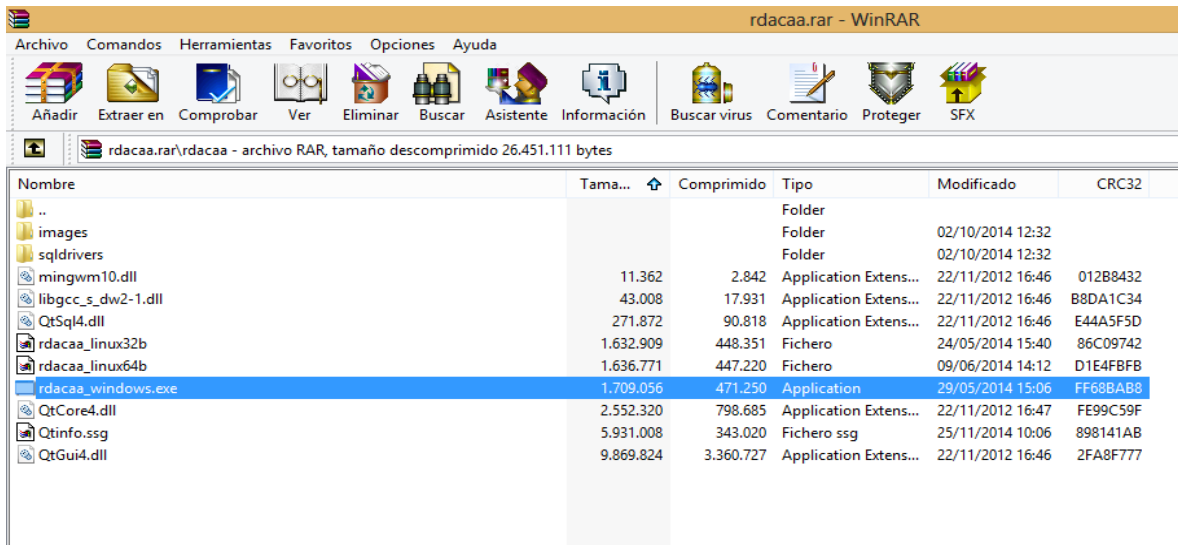 rdacaa.rar - WinRAR
Archivo Comandos Herramientas Favoritos Opciones Ayuda
Añadir Extraer en Comprobar Ver Eliminar Buscar Asistente Información Buscar virus Comentario Proteger SFX
rdacaa.rar\rdacaa - archivo RAR, tamaño descomprimido 26.451.111 bytes
Nombre Tama... Comprimido Tipo Modificado CRC32
.. Folder
images Folder 02/10/2014 12:32
sqldrivers Folder 02/10/2014 12:32
mingwm10.dll 11.362 2.842 Application Extens... 22/11/2012 16:46 012B8432
libgcc_s_dw2-1.dll 43.008 17.931 Application Extens... 22/11/2012 16:46 B8DA1C34
QtSql4.dll 271.872 90.818 Application Extens... 22/11/2012 16:46 E44A5F5D
rdacaa_linux32b 1.632.909 448.351 Fichero 24/05/2014 15:40 86C09742
rdacaa_linux64b 1.636.771 447.220 Fichero 09/06/2014 14:12 D1E4FBFB
rdacaa_windows.exe 1.709.056 471.250 Application 29/05/2014 15:06 FF68BAB8
QtCore4.dll 2.552.320 798.685 Application Extens... 22/11/2012 16:47 FE99C59F
Qtinfo.ssg 5.931.008 343.020 Fichero ssg 25/11/2014 10:06 898141AB
QtGui4.dll 9.869.824 3.360.727 Application Extens... 22/11/2012 16:46 2FA8F777